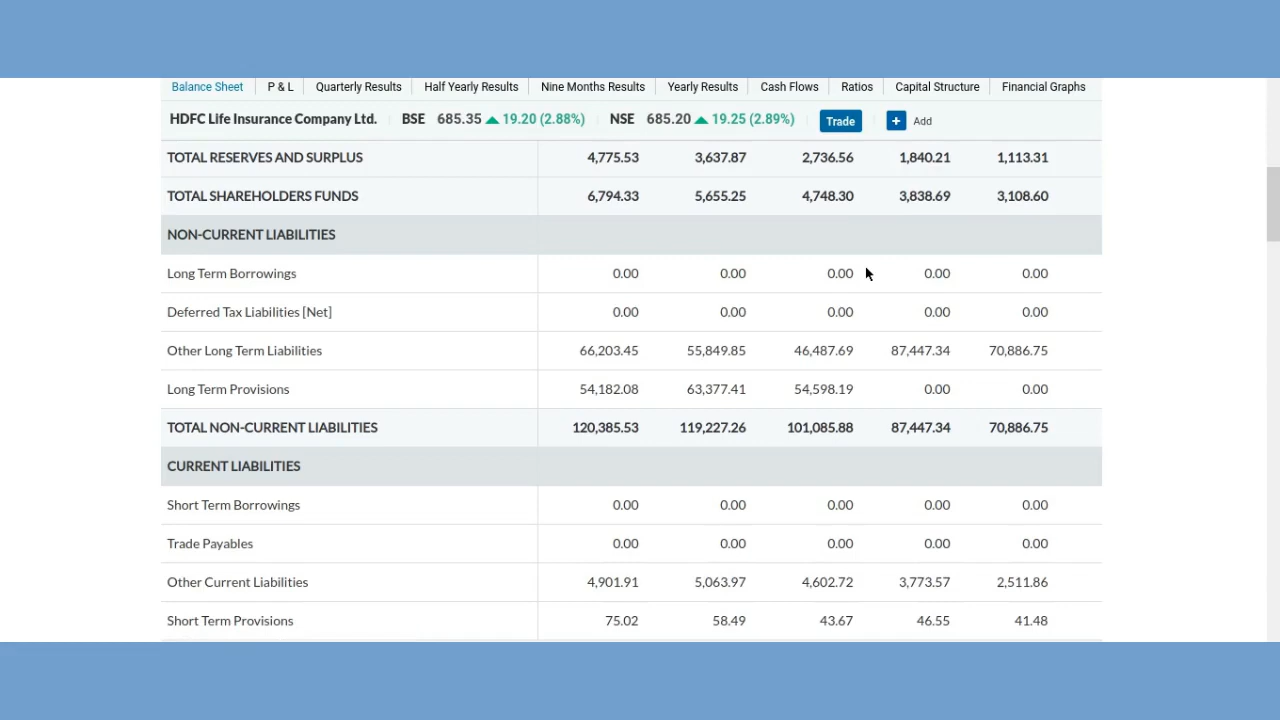 Balance Sheet P & L Quarterly Results Half Yearly Results Nine Months Results Yearly Results Cash Flows Ratios Capital Structure Financial Graphs
HDFC Life Insurance Company Ltd. BSE 685.35 19.20 (2.88%) NSE 685.20 19.25 (2.89%) Trade + Add
TOTAL RESERVES AND SURPLUS 4,775.53 3,637.87 2,736.56 1,840.21 1,113.31
TOTAL SHAREHOLDERS FUNDS 6,794.33 5,655.25 4,748.30 3,838.69 3,108.60
NON-CURRENT LIABILITIES
Long Term Borrowings 0.00 0.00 0.00 0.00 0.00
Deferred Tax Liabilities [Net] 0.00 0.00 0.00 0.00 0.00
Other Long Term Liabilities 66,203.45 55,849.85 46,487.69 87,447.34 70,886.75
Long Term Provisions 54,182.08 63,377.41 54,598.19 0.00 0.00
TOTAL NON-CURRENT LIABILITIES 120,385.53 119,227.26 101,085.88 87,447.34 70,886.75
CURRENT LIABILITIES
Short Term Borrowings 0.00 0.00 0.00 0.00 0.00
Trade Payables 0.00 0.00 0.00 0.00 0.00
Other Current Liabilities 4,901.91 5,063.97 4,602.72 3,773.57 2,511.86
Short Term Provisions 75.02 58.49 43.67 46.55 41.48